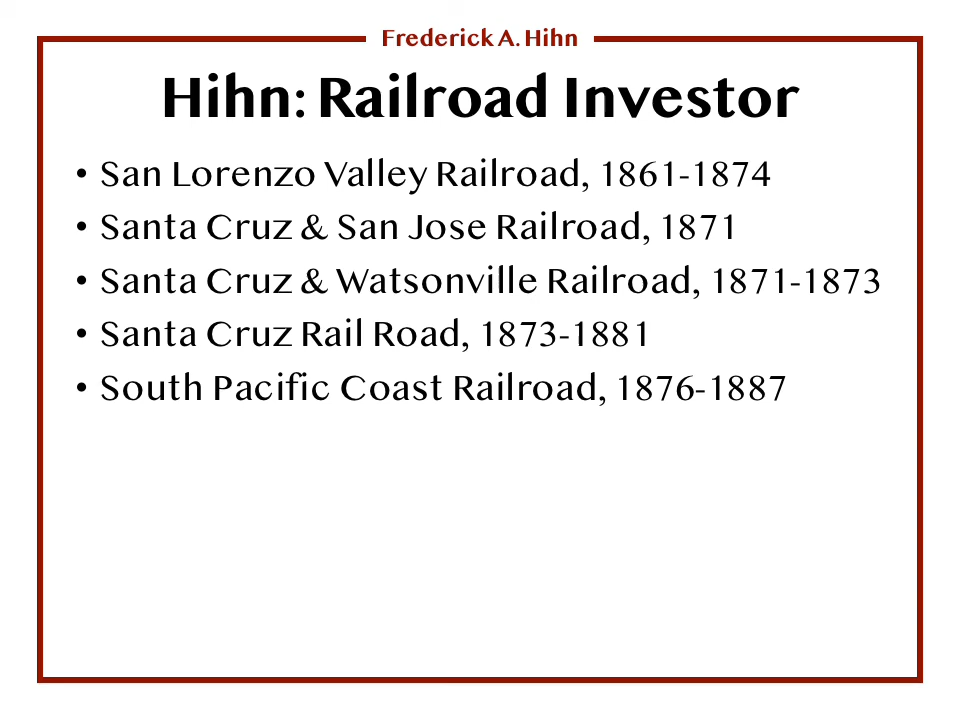 Frederick A. Hihn
Hihn: Railroad Investor
• San Lorenzo Valley Railroad, 1861-1874
• Santa Cruz & San Jose Railroad, 1871
• Santa Cruz & Watsonville Railroad, 1871-1873
• Santa Cruz Rail Road, 1873-1881
• South Pacific Coast Railroad, 1876-1887